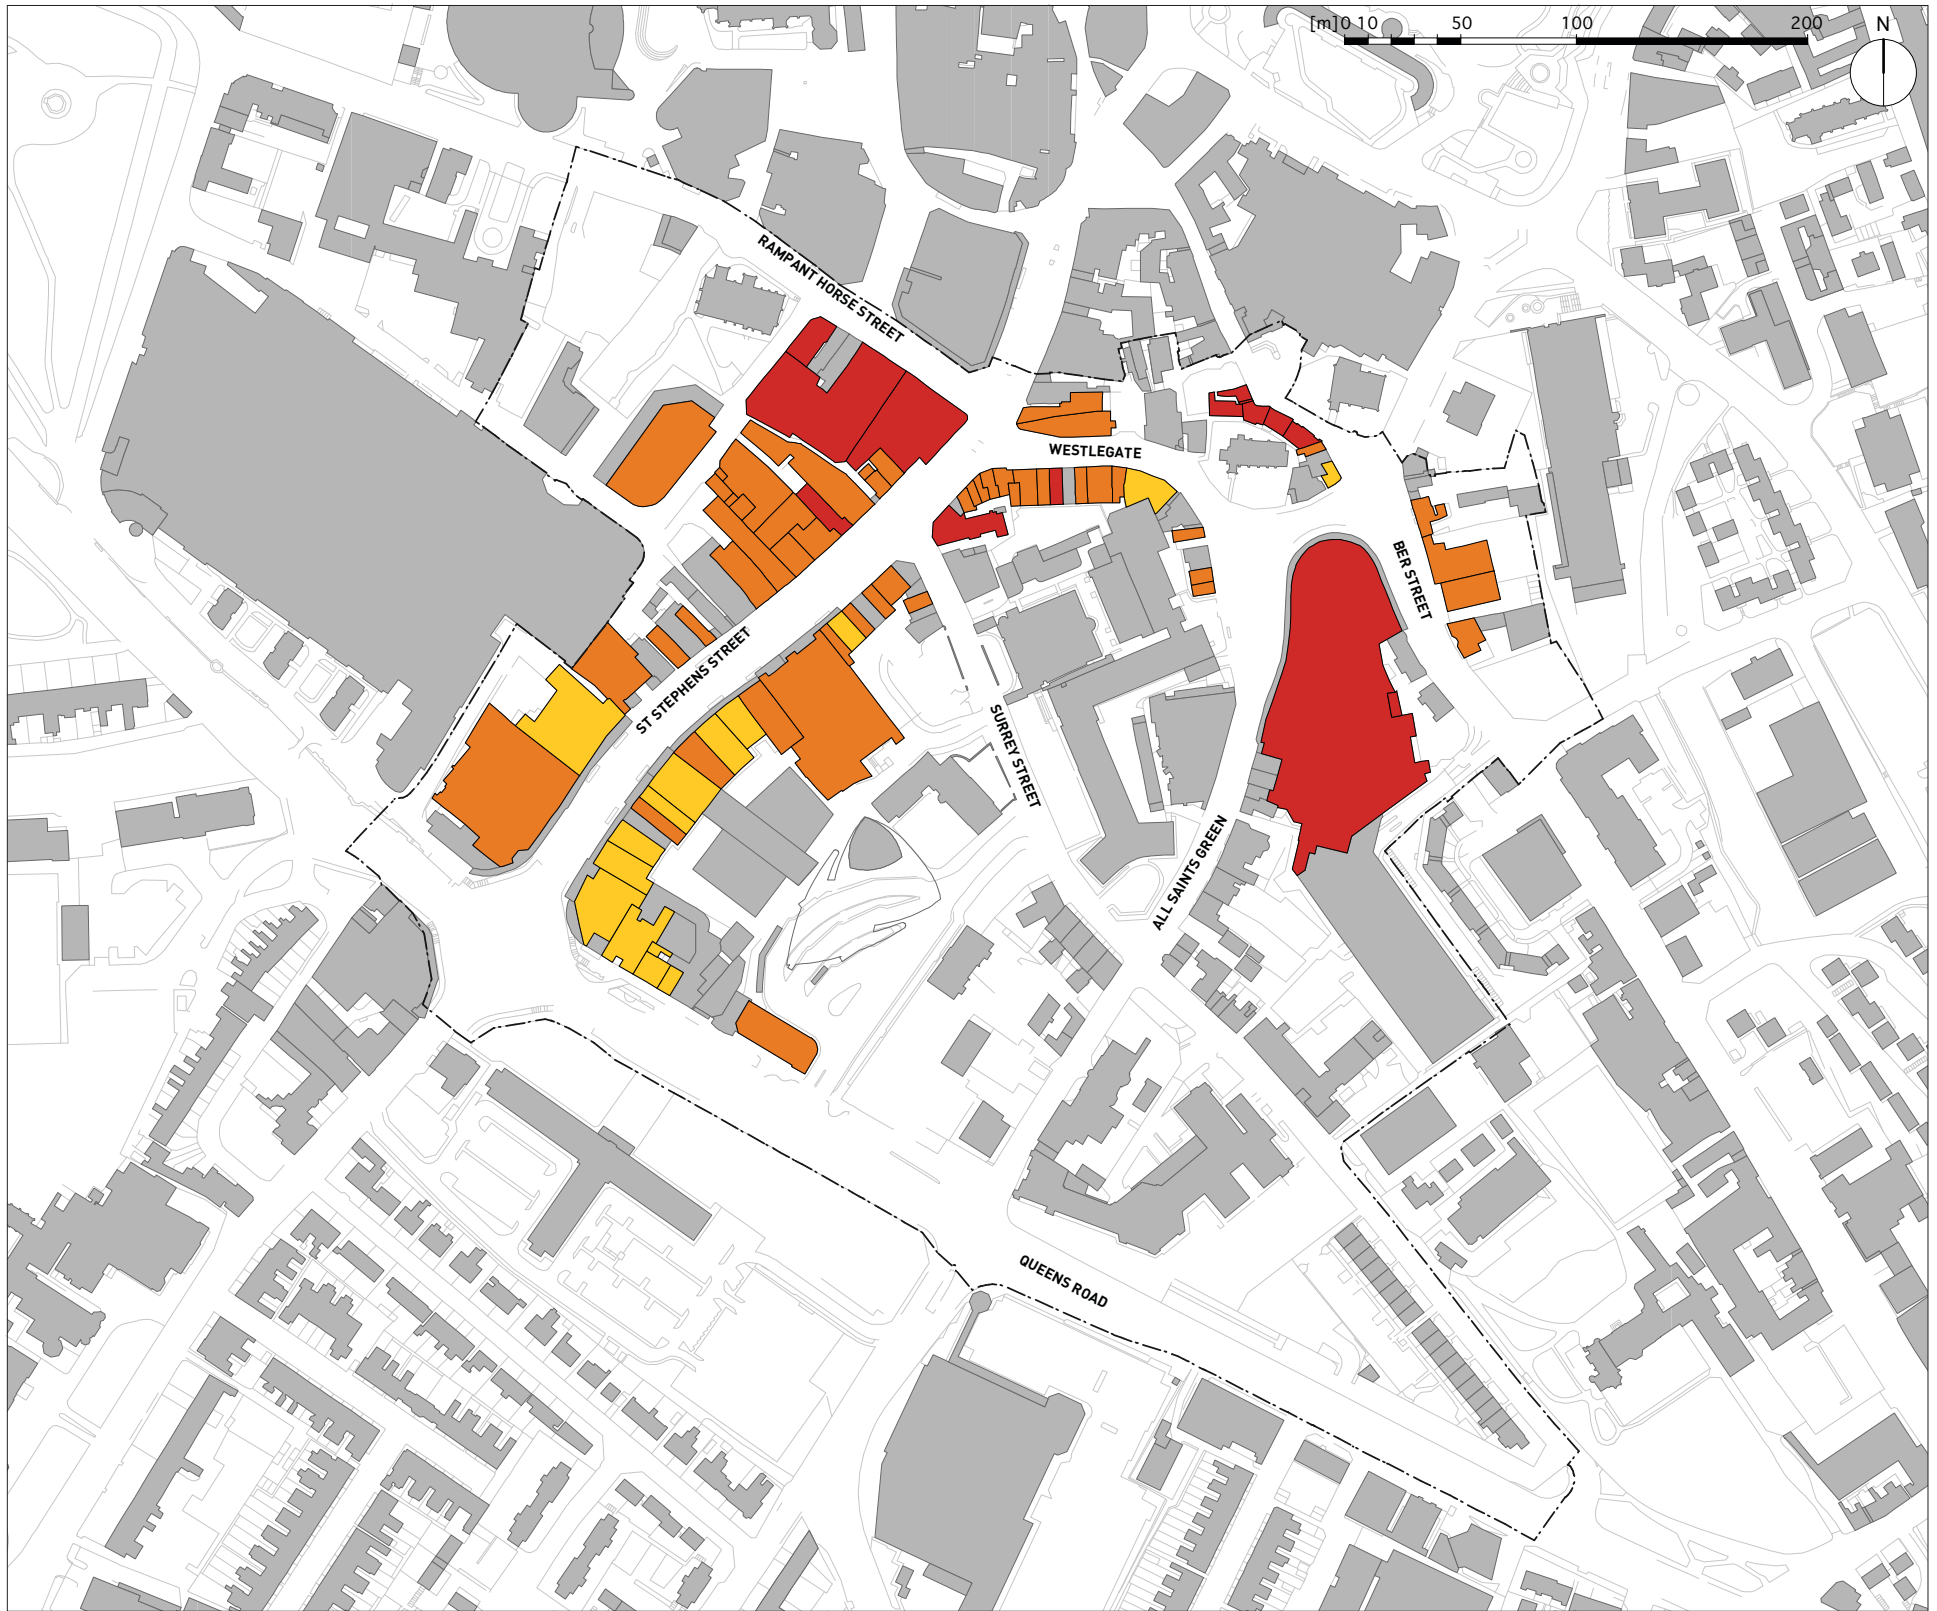 [m] 0 10 50 100 200
N
RAMPANT HORSE STREET
WESTLEGATE
BER STREET
ST STEPHENS STREET
SURREY STREET
ALL SAINTS GREEN
QUEENS ROAD